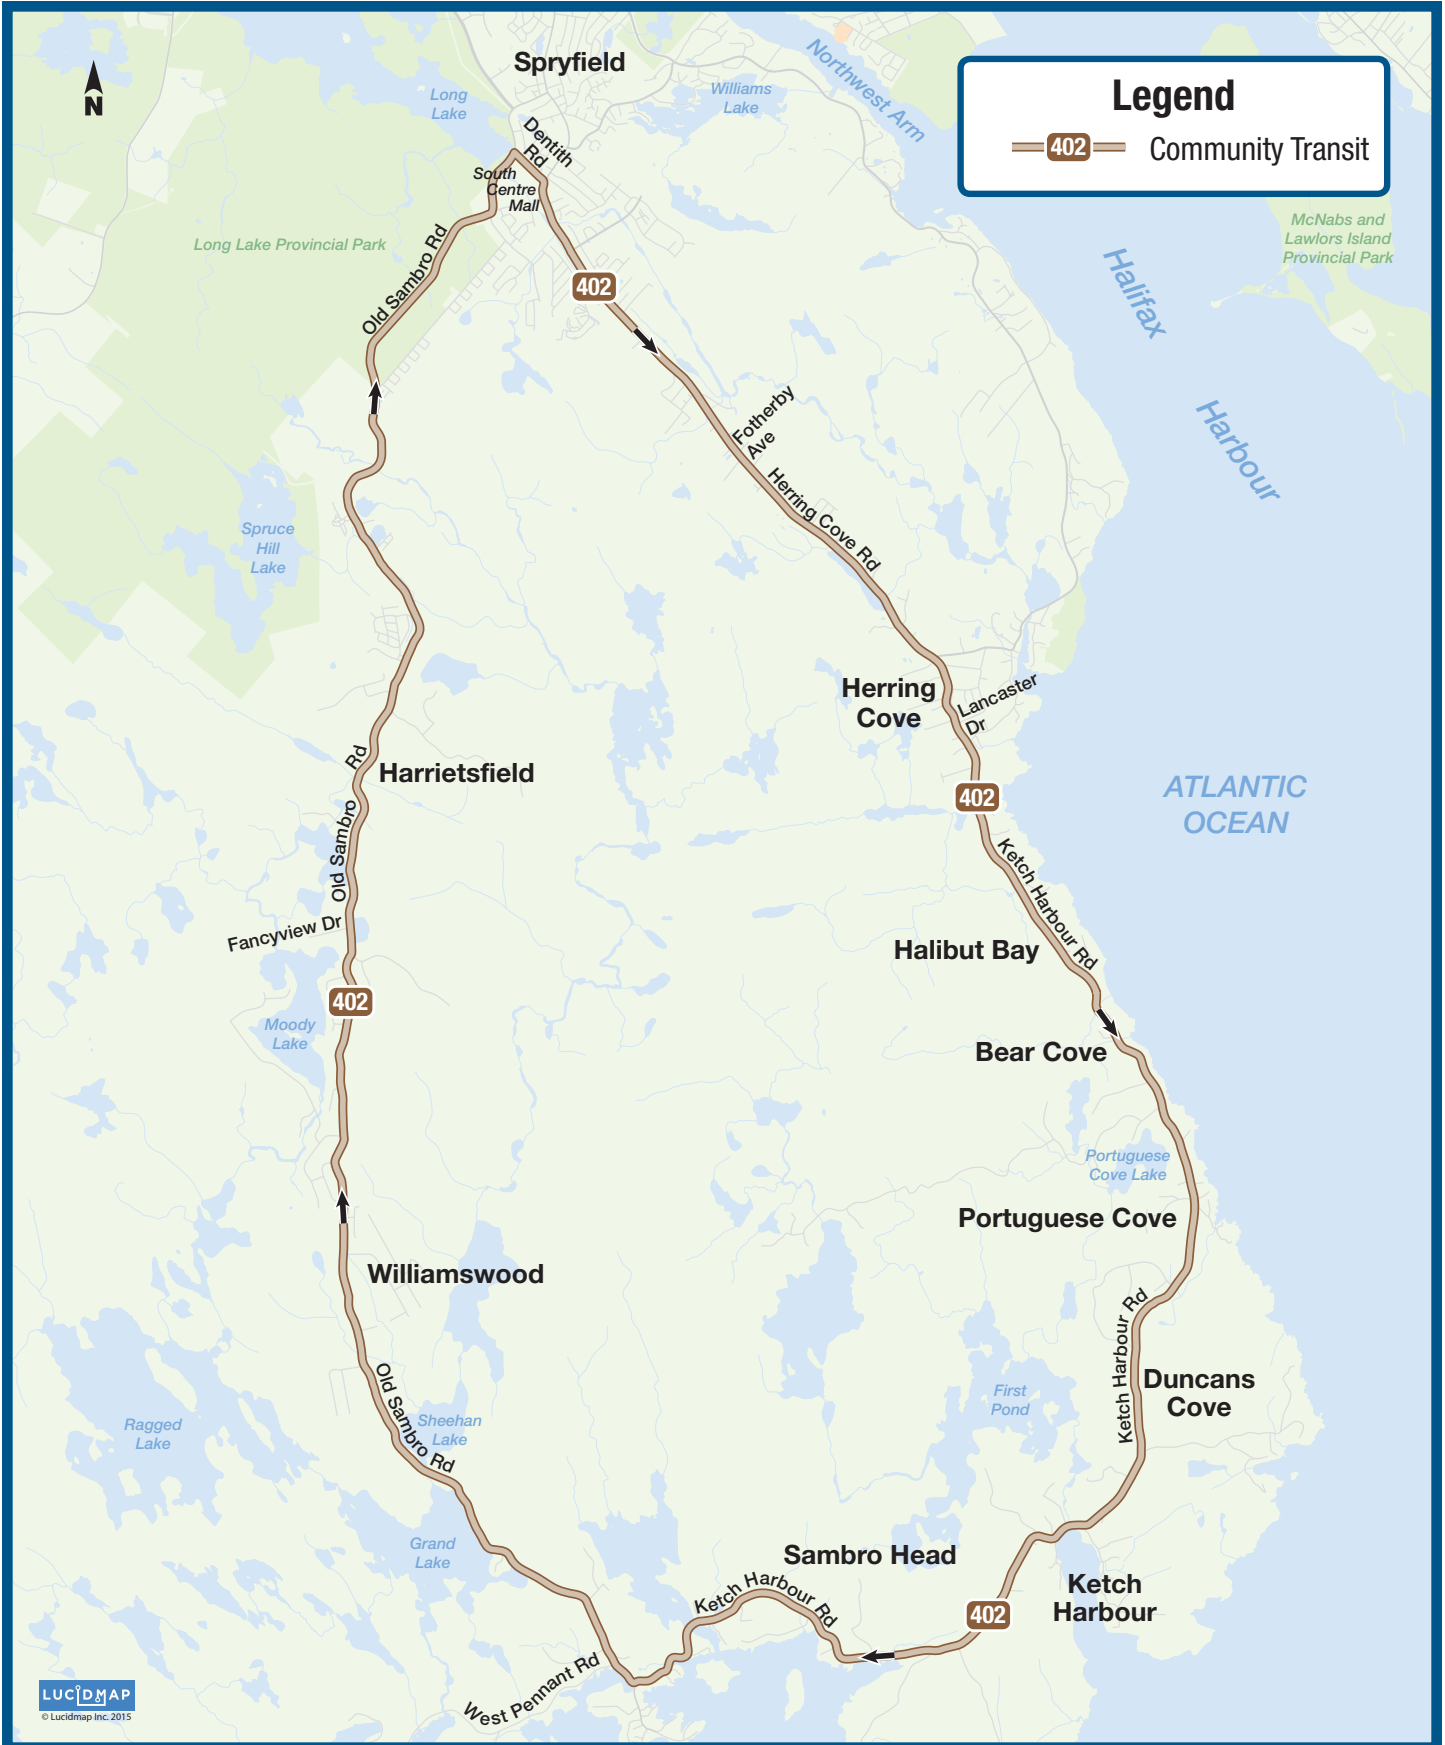 Spryfield
Northwest Arm
Legend
402
Community Transit
N
Long
Lake
Williams
Lake
Dentith
Rd
South
Centre
Mall
Long Lake Provincial Park
Old Sambro Rd
McNabs and
Lawlors Island
Provincial Park
Halifax
Harbour
402
Fotherby
Ave
Herring Cove Rd
Spruce
Hill
Lake
Herring
Cove
Lancaster
Dr
Old Sambro Rd
Harrietsfield
402
ATLANTIC
OCEAN
Ketch Harbour Rd
Fancyview Dr
Halibut Bay
402
Moody
Lake
Bear Cove
Portuguese
Cove Lake
Portuguese Cove
Williamswood
Ketch Harbour Rd
Duncans
Cove
First
Pond
Old Sambro Rd
Sheehan
Lake
Ragged
Lake
Grand
Lake
Sambro Head
Ketch Harbour Rd
Ketch
Harbour
402
West Pennant Rd
LUCIDMAP
© Lucidmap Inc. 2015